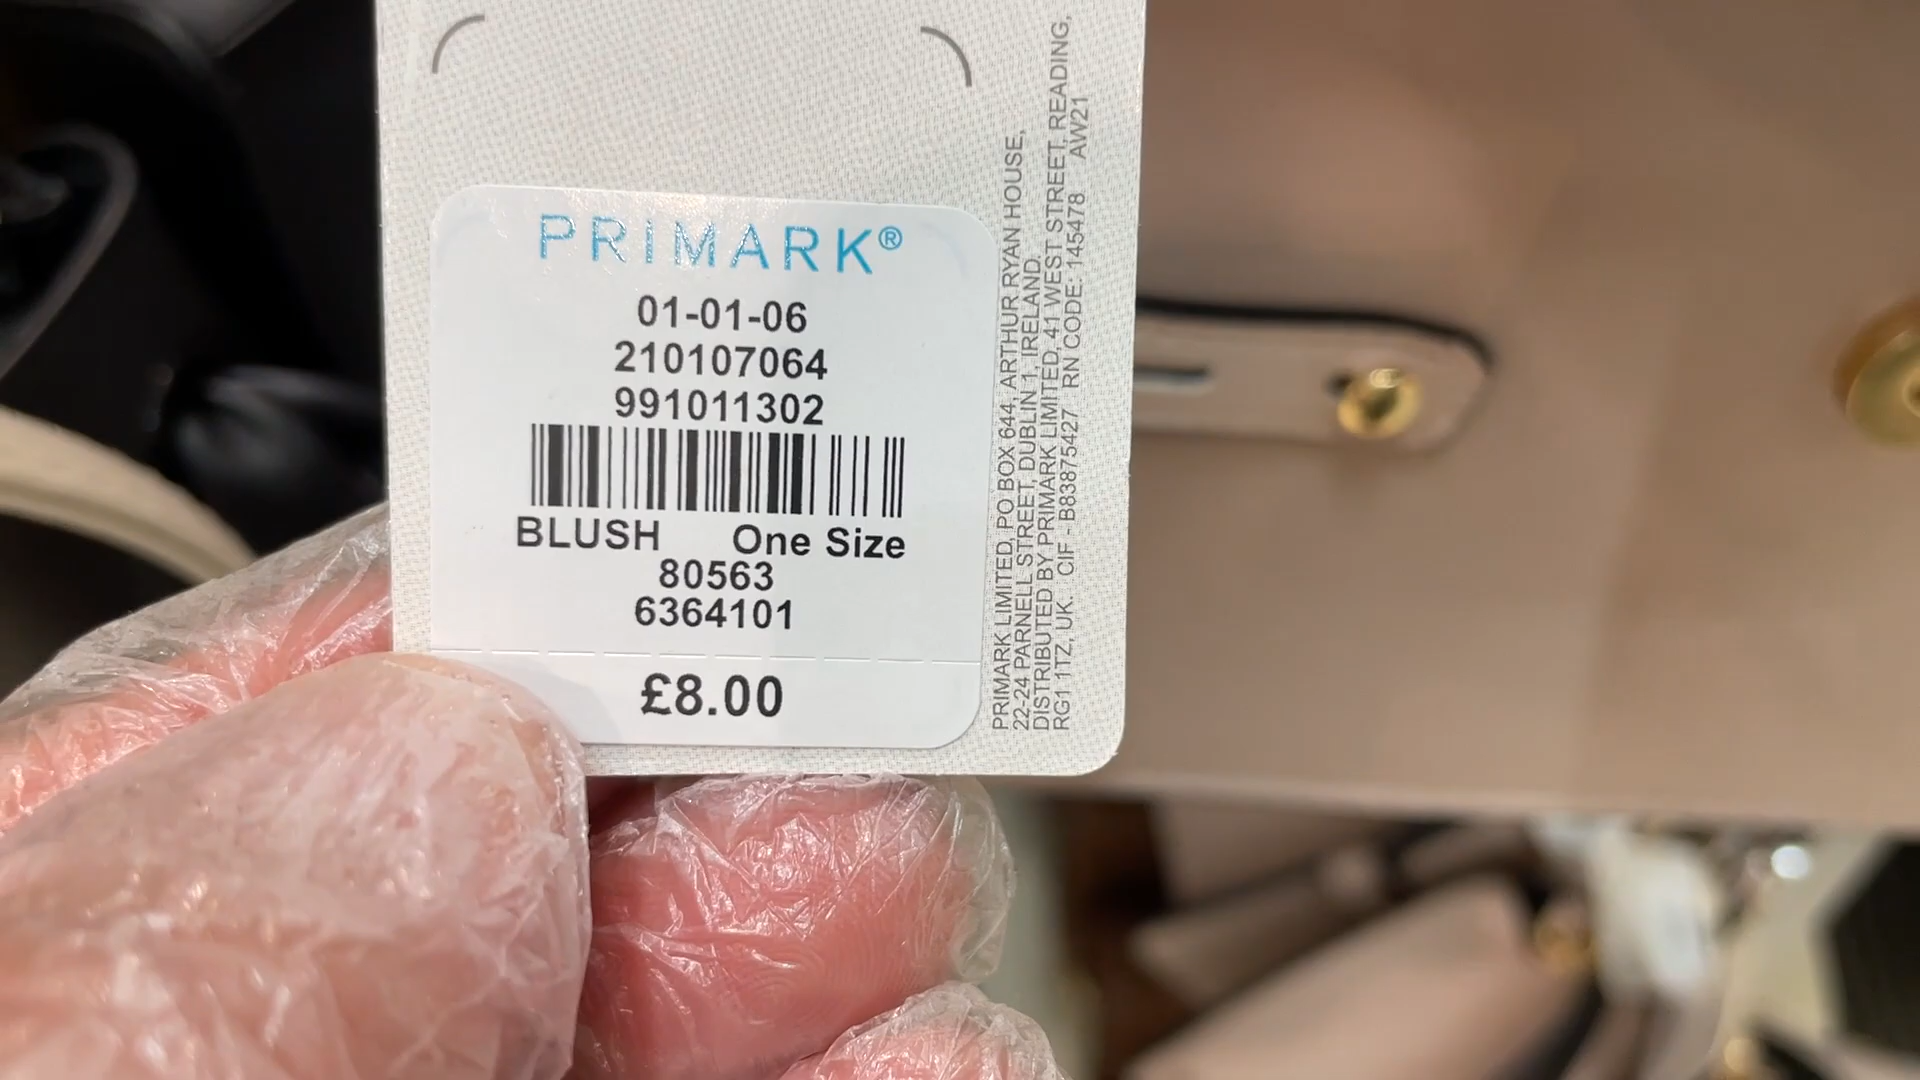 PRIMARK®
01-01-06
210107064
991011302
BLUSH One Size
80563
6364101
£8.00
PRIMARK LIMITED, PO BOX 644, ARTHUR RYAN HOUSE,
22-24 PARNELL STREET, DUBLIN 1, IRELAND.
DISTRIBUTED BY PRIMARK LIMITED, 41 WEST STREET, READING,
RG1 1TZ, UK. CIF - B83875427 RN CODE: 145478 AW21